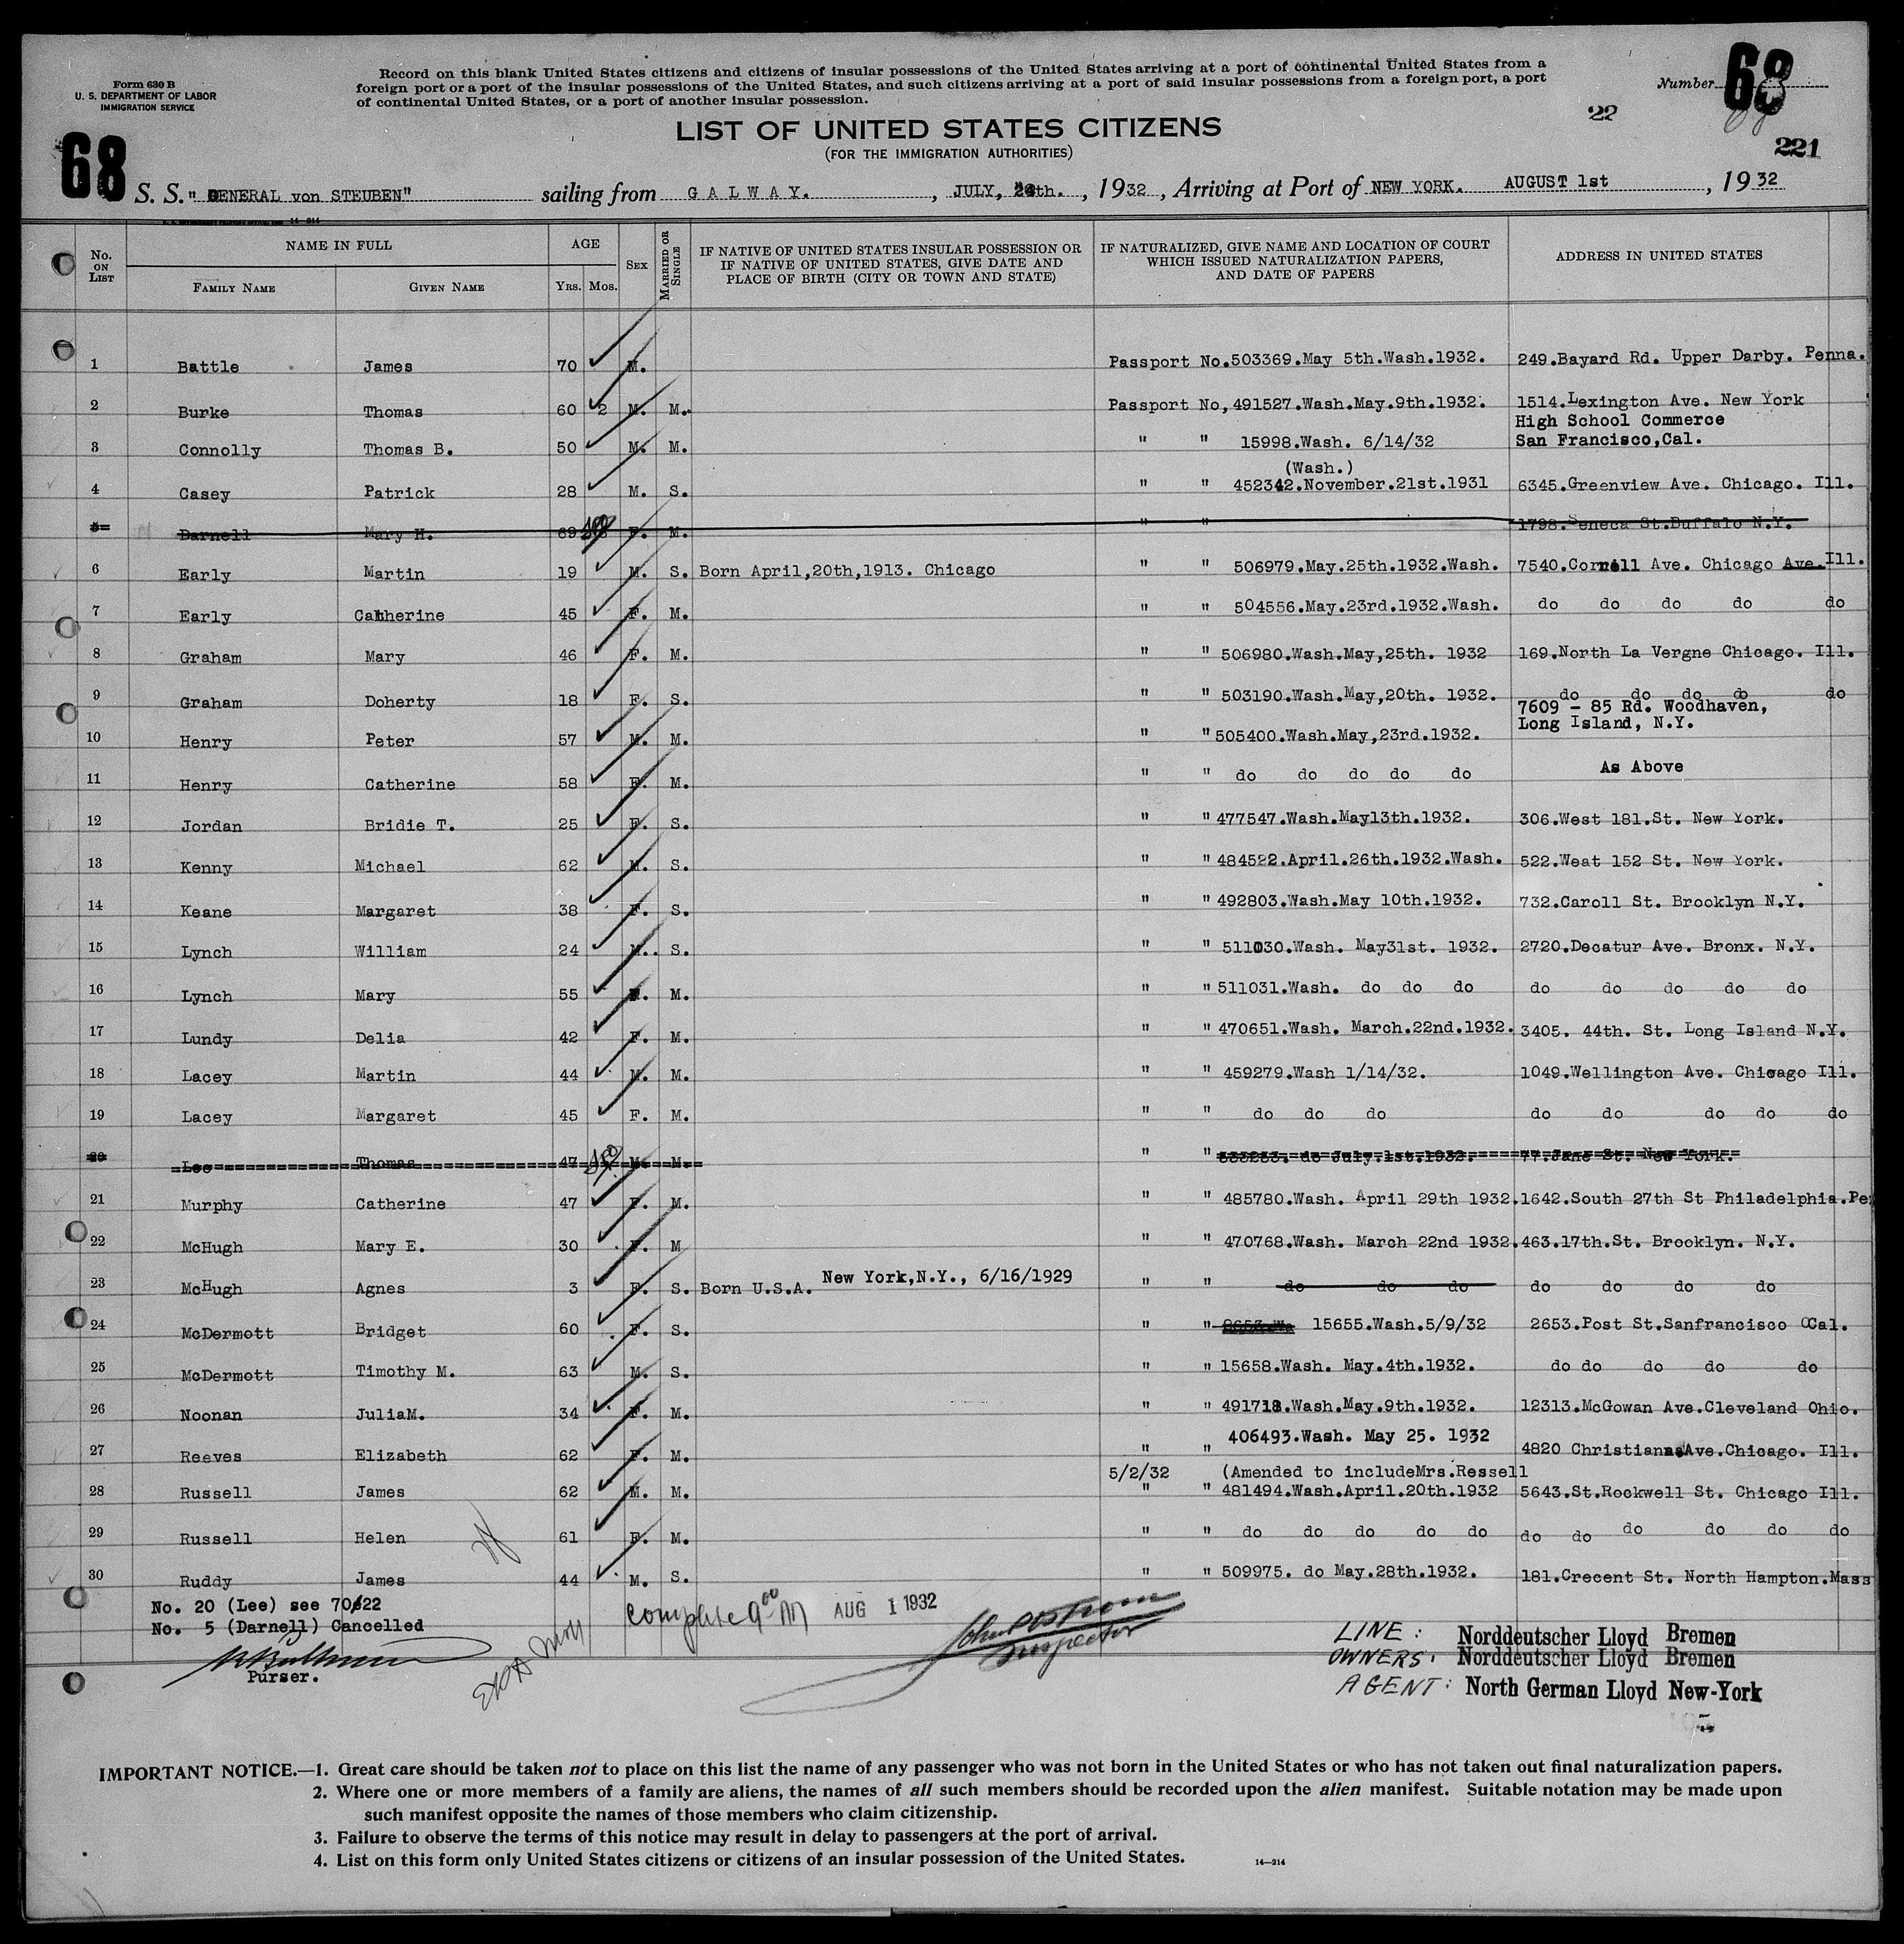 Form 630 B
U. S. DEPARTMENT OF LABOR
IMMIGRATION SERVICE
Record on this blank United States citizens and citizens of insular possessions of the United States arriving at a port of continental United States from a
foreign port or a port of the insular possessions of the United States, and such citizens arriving at a port of said insular possessions from a foreign port, a port
of continental United States, or a port of another insular possession.
Number 68
22
221
LIST OF UNITED STATES CITIZENS
(FOR THE IMMIGRATION AUTHORITIES)
68
S. S. "GENERAL von STEUBEN" sailing from GALWAY. , JULY, th. , 1932 , Arriving at Port of NEW YORK. AUGUST 1st , 1932
14-214
No. ON LIST
NAME IN FULL
FAMILY NAME
GIVEN NAME
AGE
YRS. MOS.
SEX
MARRIED OR SINGLE
IF NATIVE OF UNITED STATES INSULAR POSSESSION OR
IF NATIVE OF UNITED STATES, GIVE DATE AND
PLACE OF BIRTH (CITY OR TOWN AND STATE)
IF NATURALIZED, GIVE NAME AND LOCATION OF COURT
WHICH ISSUED NATURALIZATION PAPERS,
AND DATE OF PAPERS
ADDRESS IN UNITED STATES
1 Battle James 70 M. Passport No.503369.May 5th.Wash.1932. 249.Bayard Rd. Upper Darby. Penna.
2 Burke Thomas 60 2 M. M. Passport No,491527.Wash.May.9th.1932. 1514.Lexington Ave. New York
High School Commerce
3 Connolly Thomas B. 50 M. M. " " 15998.Wash. 6/14/32 San Francisco,Cal.
(Wash.)
4 Casey Patrick 28 M. S. " " 452342.November.21st.1931 6345.Greenview Ave. Chicago. Ill.
5 Darnell Mary H. 69 F. M. " " 1798.Seneca St.Buffalo N.Y.
6 Early Martin 19 M. S. Born April,20th,1913. Chicago " " 506979.May.25th.1932.Wash. 7540.Cornell Ave. Chicago Ave.Ill.
7 Early Catherine 45 F. M. " " 504556.May.23rd.1932.Wash. do do do do do
8 Graham Mary 46 F. M. " " 506980.Wash.May,25th. 1932 169.North La Vergne Chicago. Ill.
9 Graham Doherty 18 F. S. " " 503190.Wash.May,20th. 1932. do do do do do
7609 - 85 Rd. Woodhaven,
Long Island, N.Y.
10 Henry Peter 57 M. M. " " 505400.Wash.May,23rd.1932.
11 Henry Catherine 58 F. M. " " do do do do do As Above
12 Jordan Bridie T. 25 F. S. " " 477547.Wash.May13th.1932. 306.West 181.St. New York.
13 Kenny Michael 62 M. S. " " 484522.April.26th.1932.Wash. 522.Weat 152 St. New York.
14 Keane Margaret 38 F. S. " " 492803.Wash.May 10th.1932. 732.Caroll St. Brooklyn N.Y.
15 Lynch William 24 M.. S. " " 511030.Wash. May31st. 1932. 2720.Decatur Ave. Bronx. N.Y.
16 Lynch Mary 55 M. " " 511031.Wash. do do do do do do do do
17 Lundy Delia 42 F. M. " " 470651.Wash. March.22nd.1932. 3405. 44th. St. Long Island N.Y.
18 Lacey Martin 44 M. M. " " 459279.Wash 1/14/32. 1049.Wellington Ave. Chicago Ill.
19 Lacey Margaret 45 F. M. " " do do do do do do do do
20 Lee Thomas 47 M. M. " " 533253. do July.1st.1932. 77.Jane St. New York.
21 Murphy Catherine 47 F. M. " " 485780.Wash. April 29th 1932. 1642.South 27th St Philadelphia.Pe
22 McHugh Mary E. 30 F. M " " 470768.Wash. March 22nd 1932. 463.17th.St. Brooklyn. N.Y.
23 McHugh Agnes 3 F. S. Born U.S.A. New York,N.Y., 6/16/1929 " " do do do do do do do
24 McDermott Bridget 60 F. S. " " 15655.Wash.5/9/32 2653.Post St.Sanfrancisco Cal.
25 McDermott Timothy M. 63 M. S. " " 15658.Wash. May.4th.1932. do do do do do
26 Noonan JuliaM. 34 F. M. " " 491718.Wash.May.9th.1932. 12313.McGowan Ave.Cleveland Ohio.
27 Reeves Elizabeth 62 F. M. " " 406493.Wash. May 25. 1932 4820 Christiana Ave.Chicago. Ill.
5/2/32 (Amended to includeMrs.Ressell
28 Russell James 62 M. M. " " 481494.Wash.April.20th.1932 5643.St.Rockwell St. Chicago Ill.
29 Russell Helen 61 F. M. " " do do do do do do do do do do do
30 Ruddy James 44 M. S. " " 509975. do May.28th.1932. 181.Crecent St. North Hampton.Mass
No. 20 (Lee) see 70/22
No. 5 (Darnell) Cancelled
Purser.
Complete 9 00 AM AUG 1 1932
Inspector
LINE: Norddeutscher Lloyd Bremen
OWNERS: Norddeutscher Lloyd Bremen
AGENT: North German Lloyd New-York
IMPORTANT NOTICE.—1. Great care should be taken not to place on this list the name of any passenger who was not born in the United States or who has not taken out final naturalization papers.
2. Where one or more members of a family are aliens, the names of all such members should be recorded upon the alien manifest. Suitable notation may be made upon
such manifest opposite the names of those members who claim citizenship.
3. Failure to observe the terms of this notice may result in delay to passengers at the port of arrival.
4. List on this form only United States citizens or citizens of an insular possession of the United States.
14—214